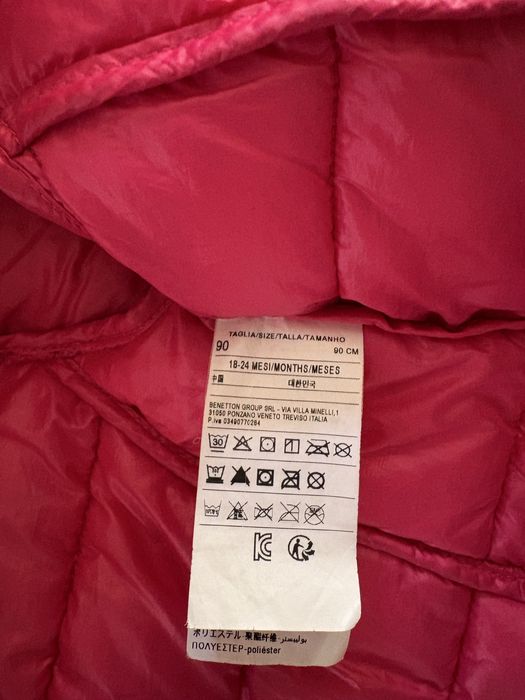 TAGLIA/SIZE/TALLA/TAMANHO
90 90 CM
18-24 MESI/MONTHS/MESES
中国 대한민국
BENETTON GROUP SRL - VIA VILLA MINELLI,1
31050 PONZANO VENETO TREVISO ITALIA
P.iva 03490770264
30
KC
ポリエステル-聚酯纤维-بوليستر
ΠΟΛΥΕΣΤΕΡ-poliéster